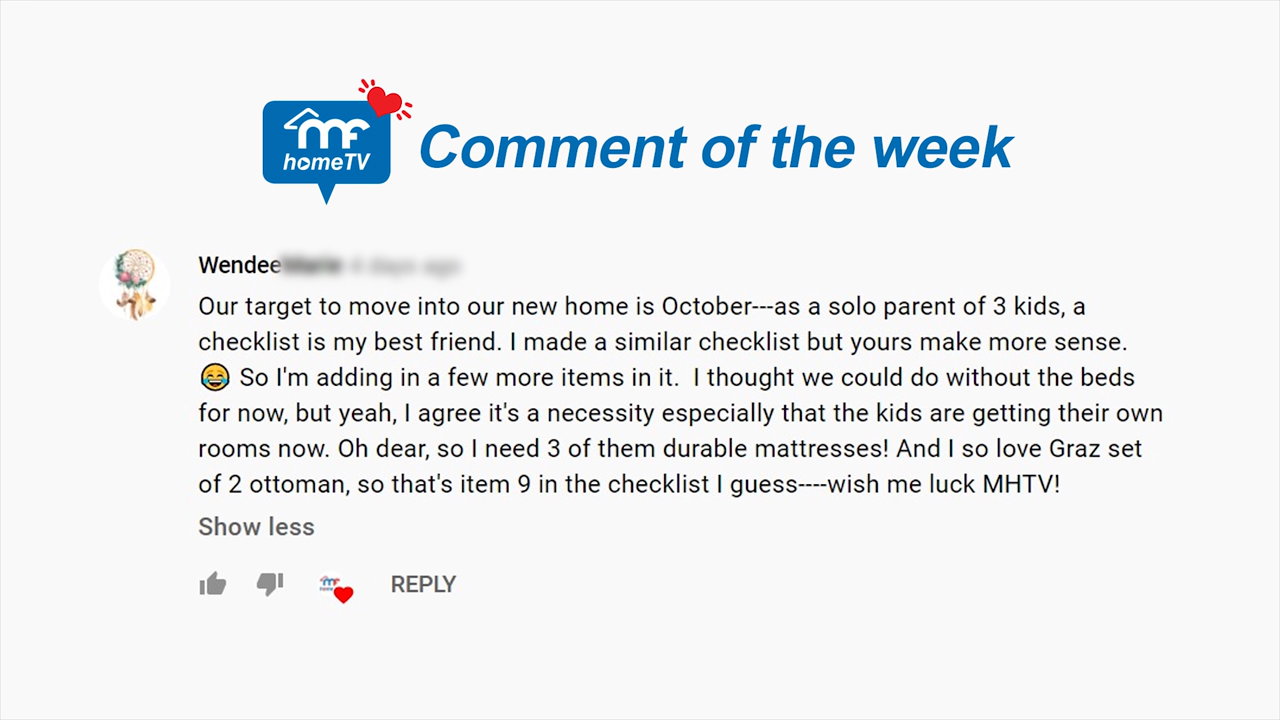 mf
homeTV
Comment of the week
Wendee
Our target to move into our new home is October---as a solo parent of 3 kids, a
checklist is my best friend. I made a similar checklist but yours make more sense.
😂 So I'm adding in a few more items in it.  I thought we could do without the beds
for now, but yeah, I agree it's a necessity especially that the kids are getting their own
rooms now. Oh dear, so I need 3 of them durable mattresses! And I so love Graz set
of 2 ottoman, so that's item 9 in the checklist I guess----wish me luck MHTV!
Show less
REPLY